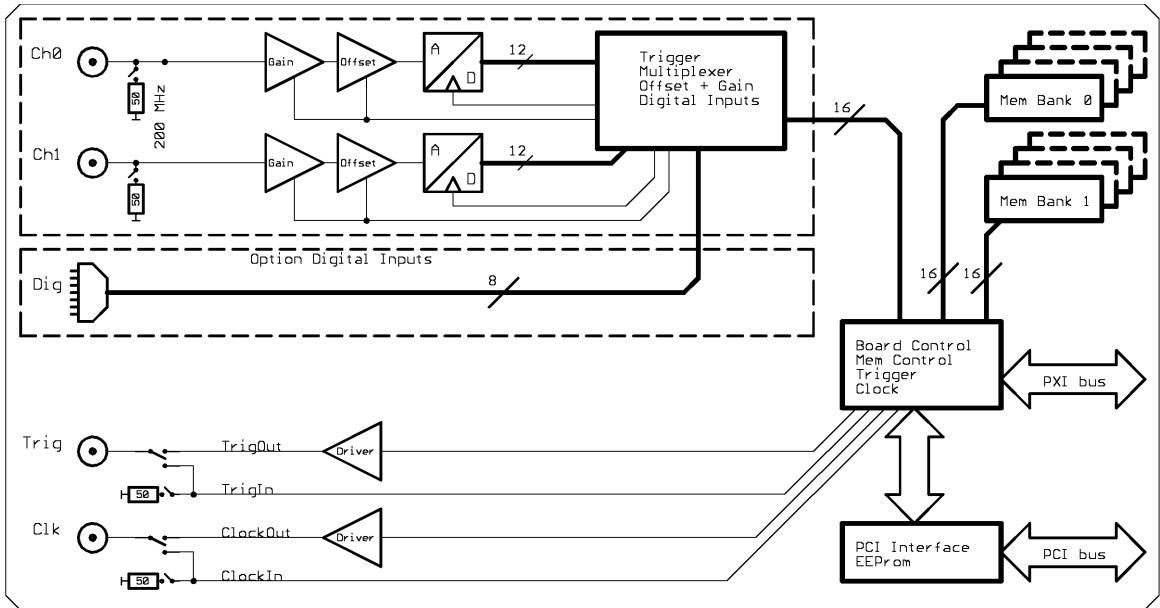 Ch0
50
200 MHz
Gain
Offset
A
D
12
Trigger
Multiplexer
Offset + Gain
Digital Inputs
16
Mem Bank 0
Ch1
50
Gain
Offset
A
D
12
Mem Bank 1
Option Digital Inputs
Dig
8
16
16
Board Control
Mem Control
Trigger
Clock
PXI bus
Trig
TrigOut
Driver
50
TrigIn
Clk
ClockOut
Driver
50
ClockIn
PCI Interface
EEProm
PCI bus